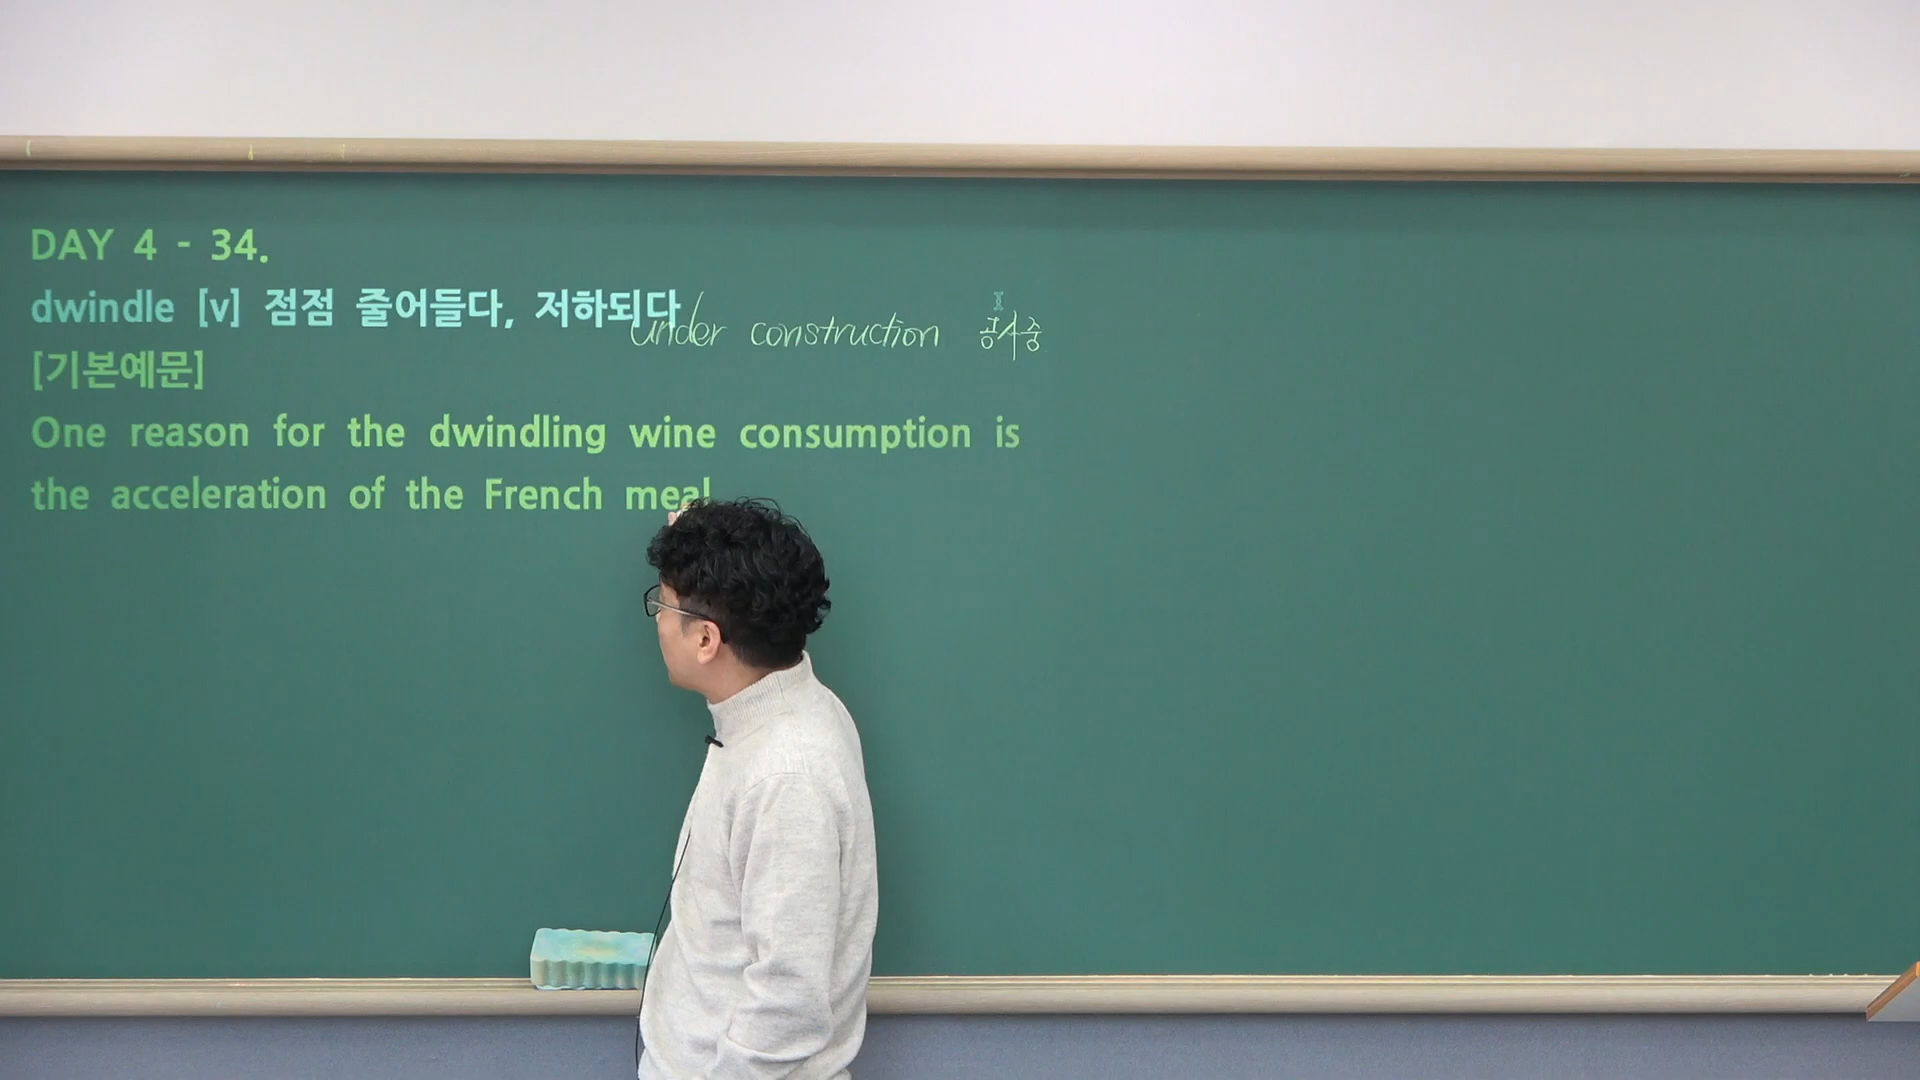 DAY 4 - 34.
dwindle [v] 점점 줄어들다, 저하되다
under construction 공사중
[기본예문]
One reason for the dwindling wine consumption is
the acceleration of the French meal